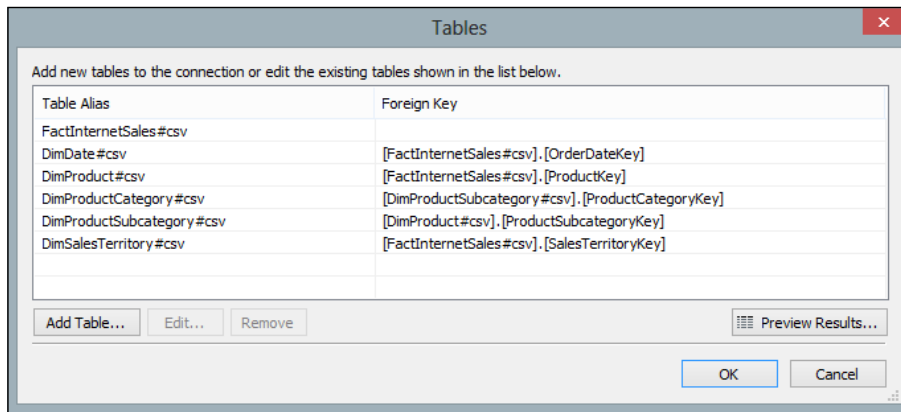 Tables
Add new tables to the connection or edit the existing tables shown in the list below.
Table Alias Foreign Key
FactInternetSales#csv
DimDate#csv [FactInternetSales#csv].[OrderDateKey]
DimProduct#csv [FactInternetSales#csv].[ProductKey]
DimProductCategory#csv [DimProductSubcategory#csv].[ProductCategoryKey]
DimProductSubcategory#csv [DimProduct#csv].[ProductSubcategoryKey]
DimSalesTerritory#csv [FactInternetSales#csv].[SalesTerritoryKey]
Add Table... Edit... Remove Preview Results...
OK Cancel